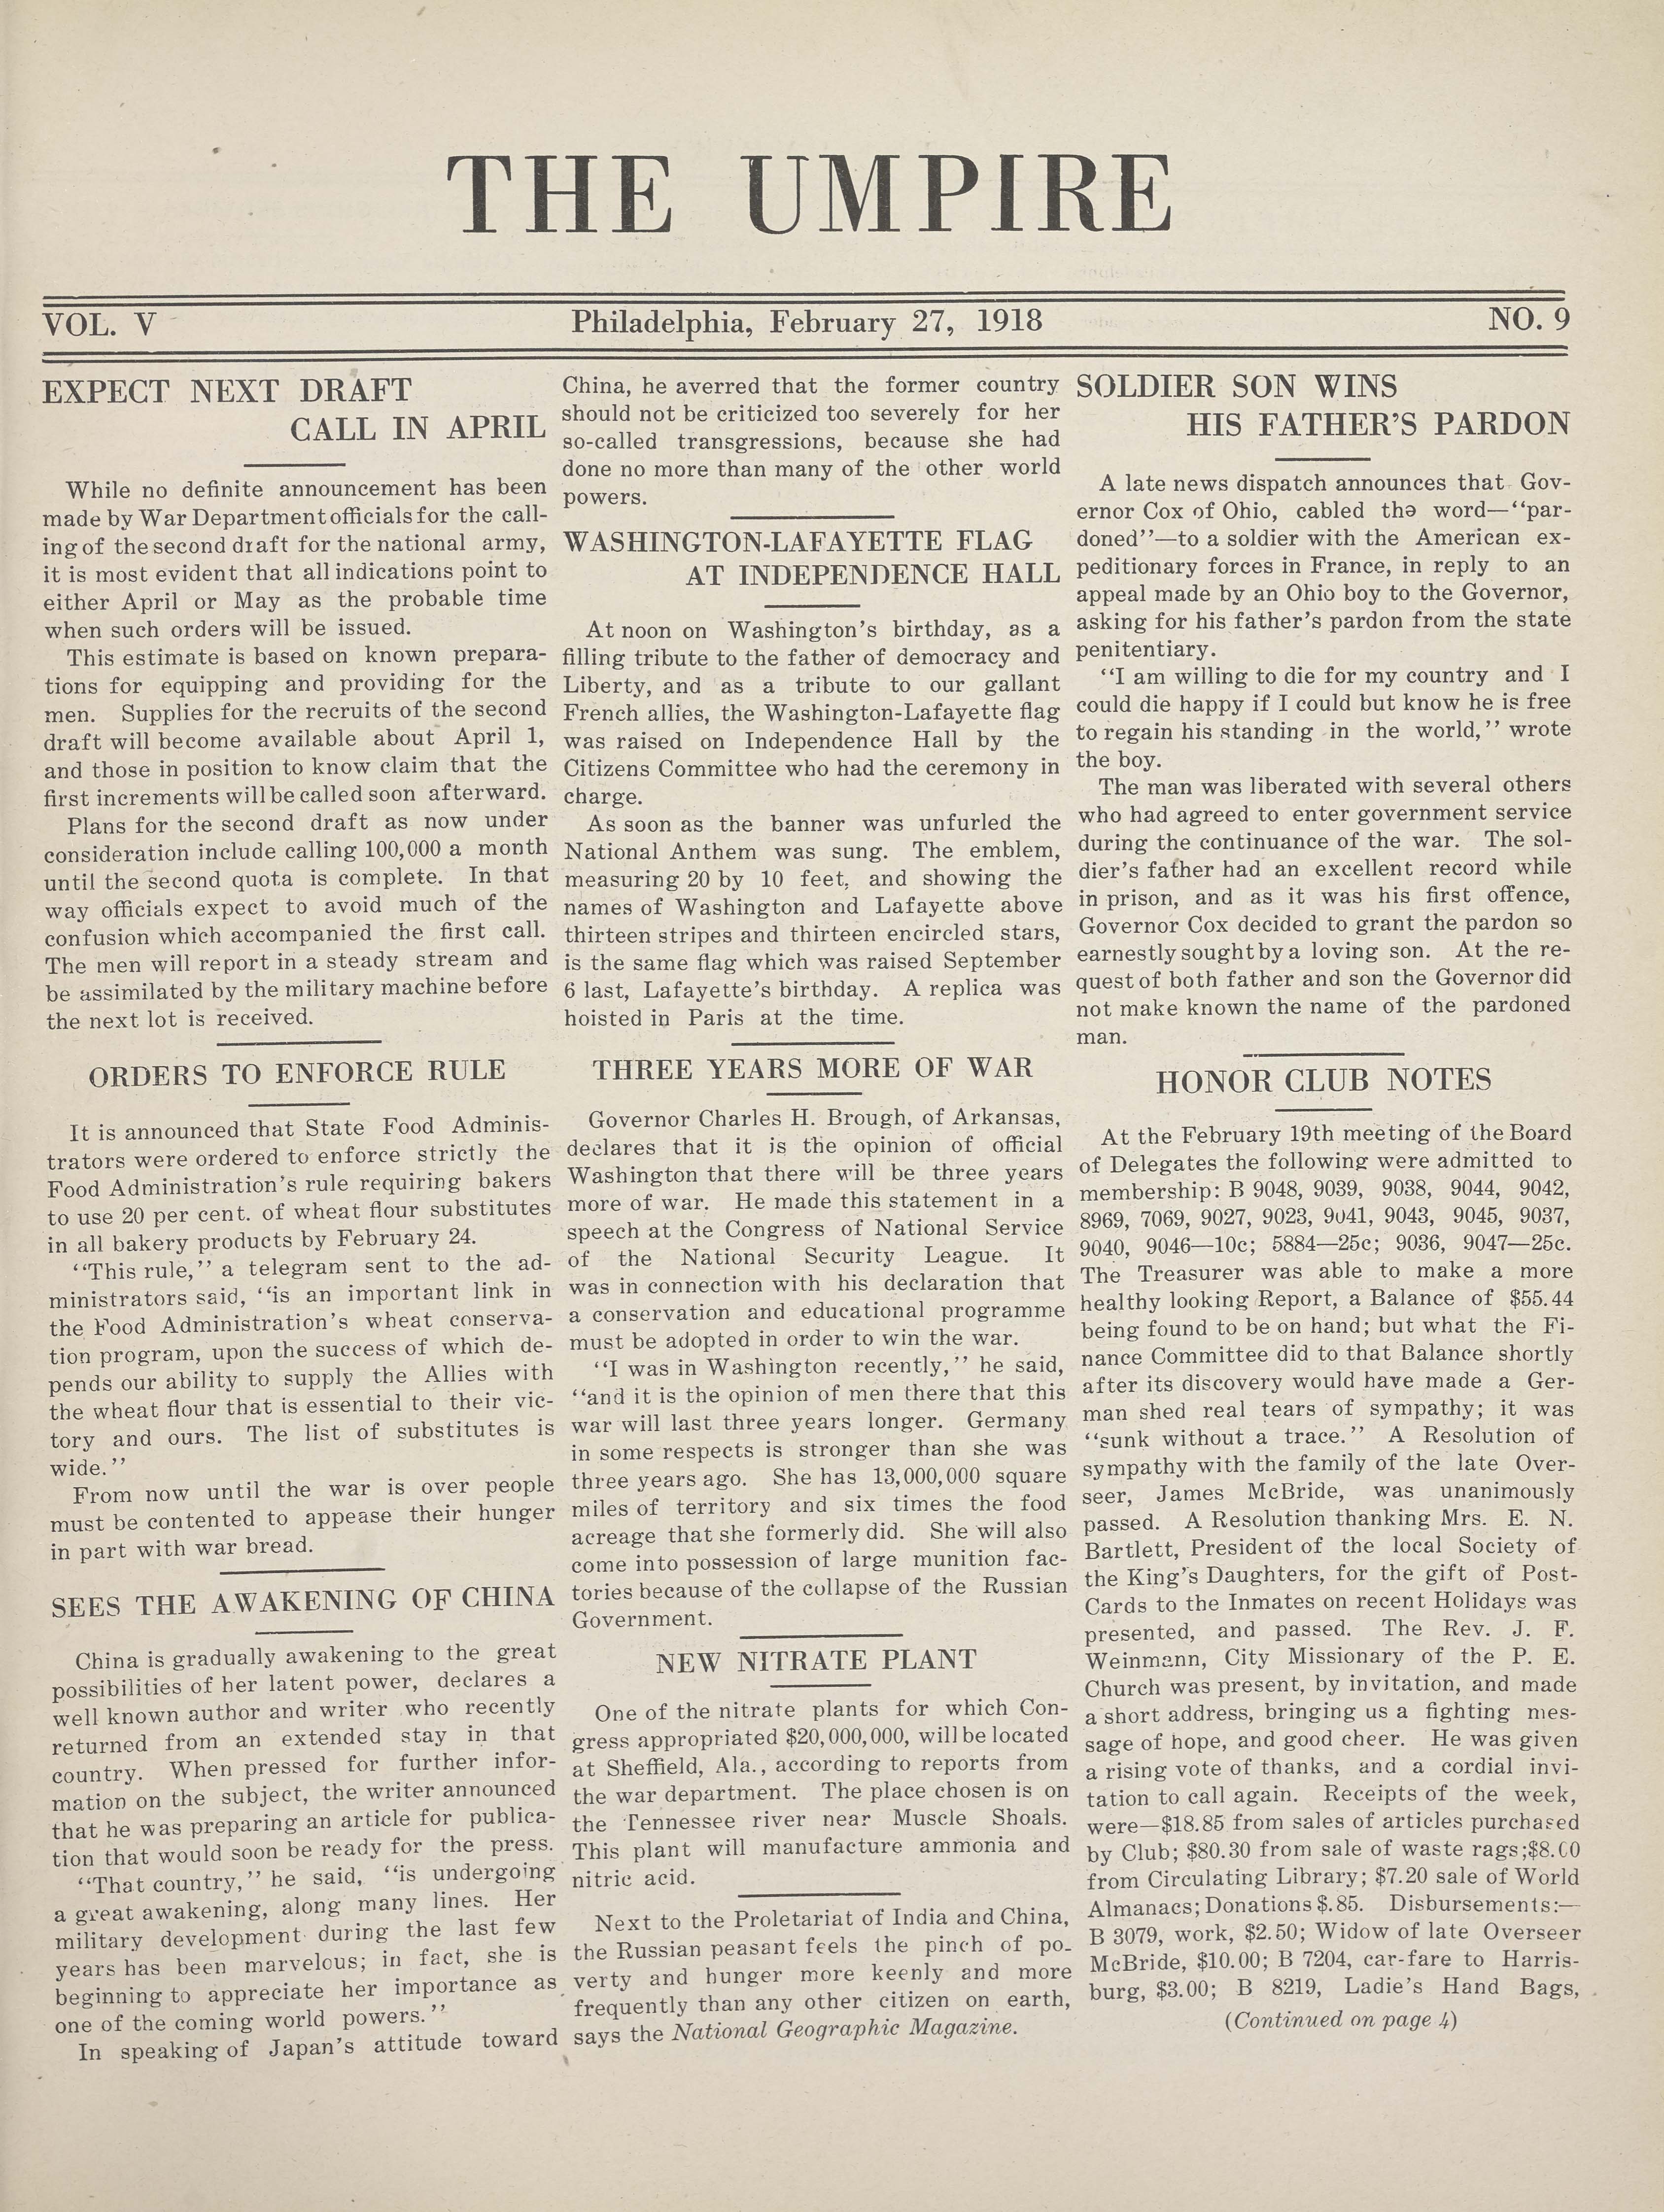 THE UMPIRE
VOL. V
Philadelphia, February 27, 1918
NO. 9
EXPECT NEXT DRAFT
CALL IN APRIL
While no definite announcement has been
made by War Department officials for the call-
ing of the second draft for the national army,
it is most evident that all indications point to
either April or May as the probable time
when such orders will be issued.
This estimate is based on known prepara-
tions for equipping and providing for the
men. Supplies for the recruits of the second
draft will become available about April 1,
and those in position to know claim that the
first increments will be called soon afterward.
Plans for the second draft as now under
consideration include calling 100,000 a month
until the second quota is complete. In that
way officials expect to avoid much of the
confusion which accompanied the first call.
The men will report in a steady stream and
be assimilated by the military machine before
the next lot is received.
ORDERS TO ENFORCE RULE
It is announced that State Food Adminis-
trators were ordered to enforce strictly the
Food Administration's rule requiring bakers
to use 20 per cent. of wheat flour substitutes
in all bakery products by February 24.
"This rule," a telegram sent to the ad-
ministrators said, "is an important link in
the Food Administration's wheat conserva-
tion program, upon the success of which de-
pends our ability to supply the Allies with
the wheat flour that is essential to their vic-
tory and ours. The list of substitutes is
wide."
From now until the war is over people
must be contented to appease their hunger
in part with war bread.
SEES THE AWAKENING OF CHINA
China is gradually awakening to the great
possibilities of her latent power, declares a
well known author and writer who recently
returned from an extended stay in that
country. When pressed for further infor-
mation on the subject, the writer announced
that he was preparing an article for publica-
tion that would soon be ready for the press.
"That country," he said, "is undergoing
a great awakening, along many lines. Her
military development during the last few
years has been marvelous; in fact, she is
beginning to appreciate her importance as
one of the coming world powers."
In speaking of Japan's attitude toward
China, he averred that the former country
should not be criticized too severely for her
so-called transgressions, because she had
done no more than many of the other world
powers.
WASHINGTON-LAFAYETTE FLAG
AT INDEPENDENCE HALL
At noon on Washington's birthday, as a
filling tribute to the father of democracy and
Liberty, and as a tribute to our gallant
French allies, the Washington-Lafayette flag
was raised on Independence Hall by the
Citizens Committee who had the ceremony in
charge.
As soon as the banner was unfurled the
National Anthem was sung. The emblem,
measuring 20 by 10 feet, and showing the
names of Washington and Lafayette above
thirteen stripes and thirteen encircled stars,
is the same flag which was raised September
6 last, Lafayette's birthday. A replica was
hoisted in Paris at the time.
THREE YEARS MORE OF WAR
Governor Charles H. Brough, of Arkansas,
declares that it is the opinion of official
Washington that there will be three years
more of war. He made this statement in a
speech at the Congress of National Service
of the National Security League. It
was in connection with his declaration that
a conservation and educational programme
must be adopted in order to win the war.
"I was in Washington recently," he said,
"and it is the opinion of men there that this
war will last three years longer. Germany
in some respects is stronger than she was
three years ago. She has 13,000,000 square
miles of territory and six times the food
acreage that she formerly did. She will also
come into possession of large munition fac-
tories because of the collapse of the Russian
Government.
NEW NITRATE PLANT
One of the nitrate plants for which Con-
gress appropriated $20,000,000, will be located
at Sheffield, Ala., according to reports from
the war department. The place chosen is on
the Tennessee river near Muscle Shoals.
This plant will manufacture ammonia and
nitric acid.
Next to the Proletariat of India and China,
the Russian peasant feels the pinch of po-
verty and hunger more keenly and more
frequently than any other citizen on earth,
says the National Geographic Magazine.
SOLDIER SON WINS
HIS FATHER'S PARDON
A late news dispatch announces that Gov-
ernor Cox of Ohio, cabled the word—"par-
doned"—to a soldier with the American ex-
peditionary forces in France, in reply to an
appeal made by an Ohio boy to the Governor,
asking for his father's pardon from the state
penitentiary.
"I am willing to die for my country and I
could die happy if I could but know he is free
to regain his standing in the world," wrote
the boy.
The man was liberated with several others
who had agreed to enter government service
during the continuance of the war. The sol-
dier's father had an excellent record while
in prison, and as it was his first offence,
Governor Cox decided to grant the pardon so
earnestly sought by a loving son. At the re-
quest of both father and son the Governor did
not make known the name of the pardoned
man.
HONOR CLUB NOTES
At the February 19th meeting of the Board
of Delegates the following were admitted to
membership: B 9048, 9039, 9038, 9044, 9042,
8969, 7069, 9027, 9023, 9041, 9043, 9045, 9037,
9040, 9046—10c; 5884—25c; 9036, 9047—25c.
The Treasurer was able to make a more
healthy looking Report, a Balance of $55.44
being found to be on hand; but what the Fi-
nance Committee did to that Balance shortly
after its discovery would have made a Ger-
man shed real tears of sympathy; it was
"sunk without a trace." A Resolution of
sympathy with the family of the late Over-
seer, James McBride, was unanimously
passed. A Resolution thanking Mrs. E. N.
Bartlett, President of the local Society of
the King's Daughters, for the gift of Post-
Cards to the Inmates on recent Holidays was
presented, and passed. The Rev. J. F.
Weinmann, City Missionary of the P. E.
Church was present, by invitation, and made
a short address, bringing us a fighting mes-
sage of hope, and good cheer. He was given
a rising vote of thanks, and a cordial invi-
tation to call again. Receipts of the week,
were—$18.85 from sales of articles purchased
by Club; $80.30 from sale of waste rags;$8.00
from Circulating Library; $7.20 sale of World
Almanacs; Donations $.85. Disbursements:—
B 3079, work, $2.50; Widow of late Overseer
McBride, $10.00; B 7204, car-fare to Harris-
burg, $3.00; B 8219, Ladie's Hand Bags,
(Continued on page 4)